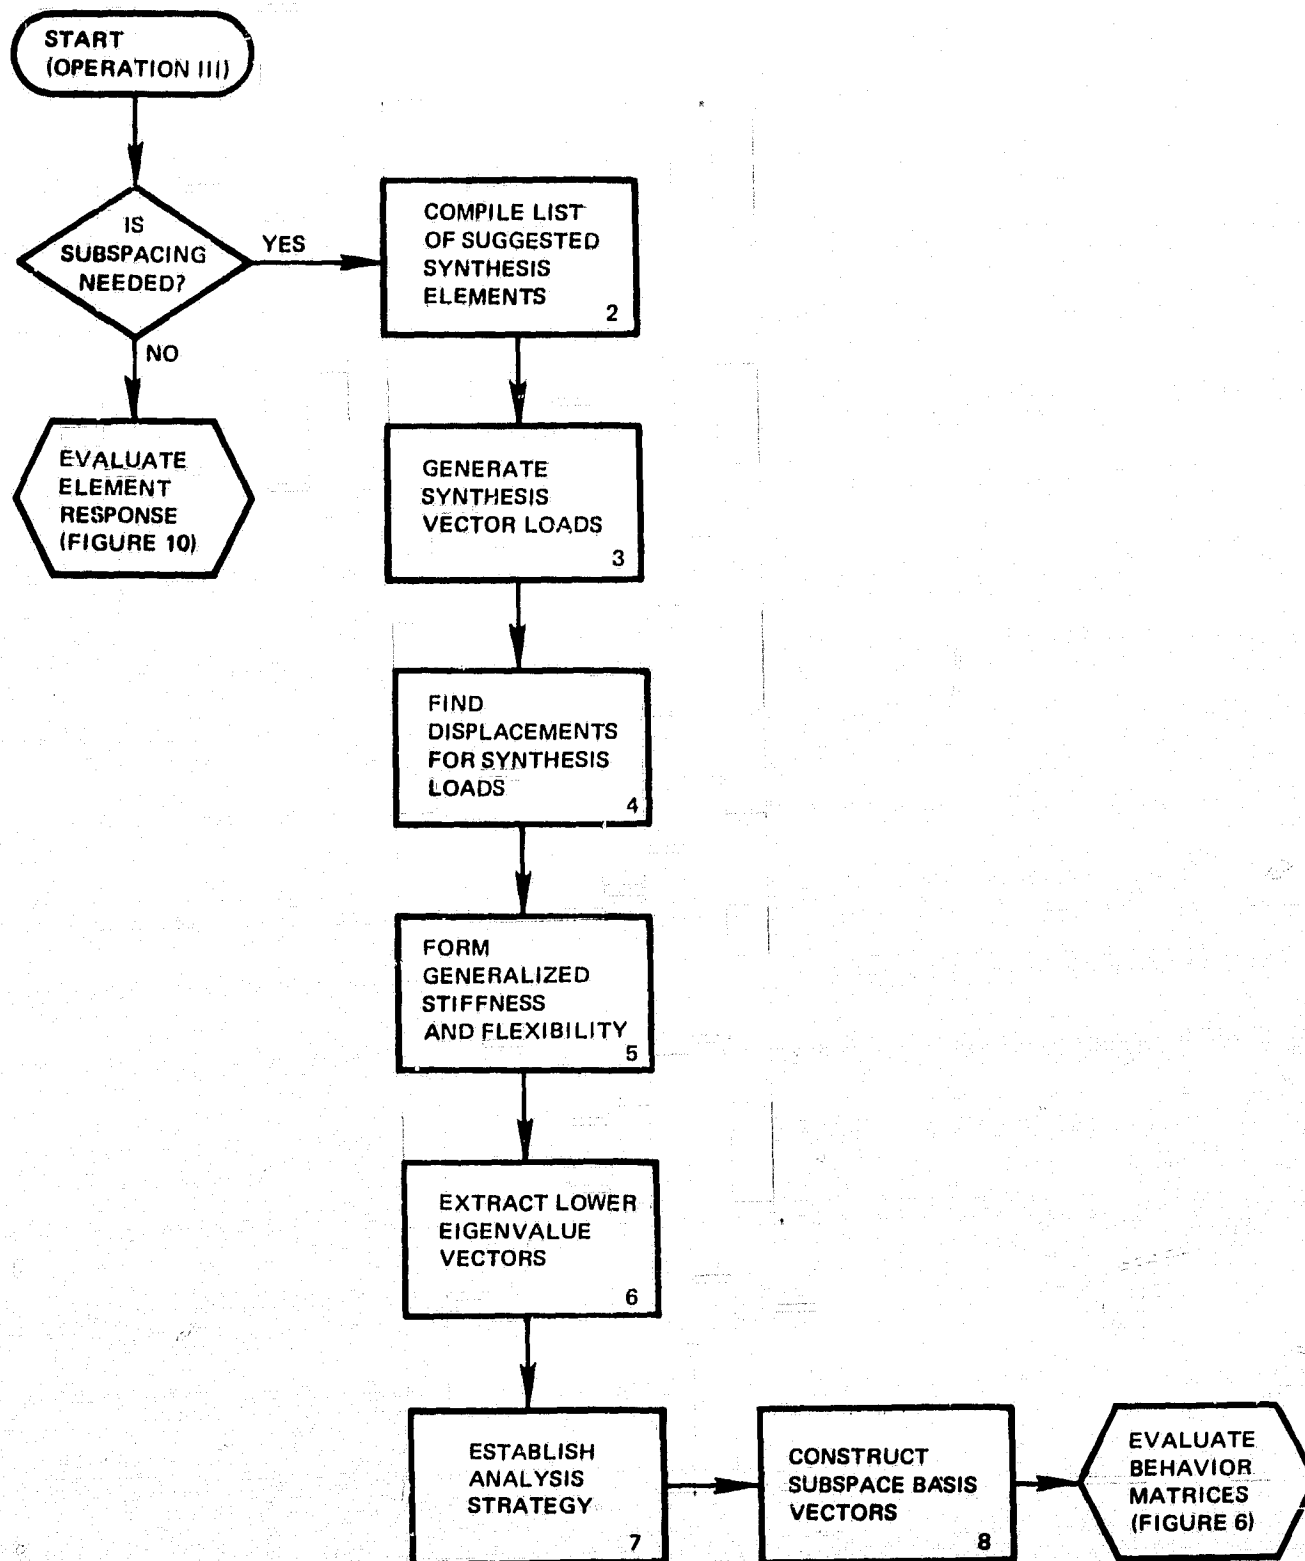 START
(OPERATION III)
IS
SUBSPACING
NEEDED?
YES
NO
EVALUATE
ELEMENT
RESPONSE
(FIGURE 10)
COMPILE LIST
OF SUGGESTED
SYNTHESIS
ELEMENTS
2
GENERATE
SYNTHESIS
VECTOR LOADS
3
FIND
DISPLACEMENTS
FOR SYNTHESIS
LOADS
4
FORM
GENERALIZED
STIFFNESS
AND FLEXIBILITY
5
EXTRACT LOWER
EIGENVALUE
VECTORS
6
ESTABLISH
ANALYSIS
STRATEGY
7
CONSTRUCT
SUBSPACE BASIS
VECTORS
8
EVALUATE
BEHAVIOR
MATRICES
(FIGURE 6)